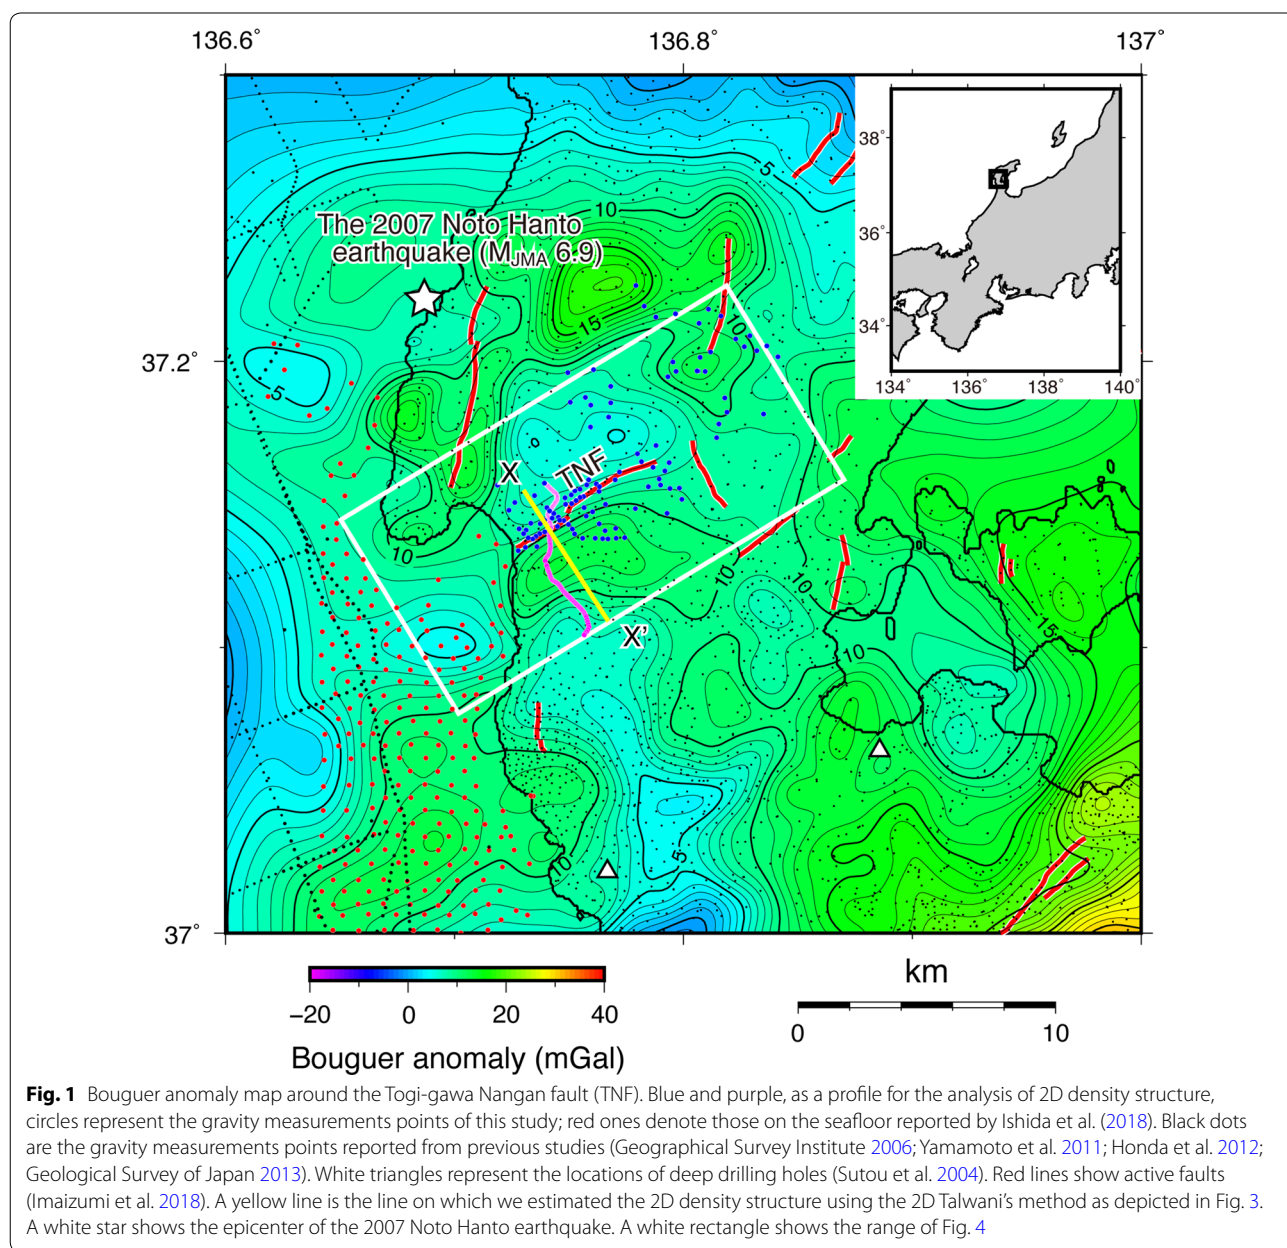 136.6° 136.8° 137°
38°
36°
34°
134° 136° 138° 140°
5
10
The 2007 Noto Hanto
earthquake (MJMA 6.9)
15
10
37.2°
5
0
TNF
X
0
0
10
0
10
10
15
X'
0
10
5
10
37°
−20 0 20 40
Bouguer anomaly (mGal)
km
0 10
Fig. 1 Bouguer anomaly map around the Togi-gawa Nangan fault (TNF). Blue and purple, as a profile for the analysis of 2D density structure,
circles represent the gravity measurements points of this study; red ones denote those on the seafloor reported by Ishida et al. (2018). Black dots
are the gravity measurements points reported from previous studies (Geographical Survey Institute 2006; Yamamoto et al. 2011; Honda et al. 2012;
Geological Survey of Japan 2013). White triangles represent the locations of deep drilling holes (Sutou et al. 2004). Red lines show active faults
(Imaizumi et al. 2018). A yellow line is the line on which we estimated the 2D density structure using the 2D Talwani's method as depicted in Fig. 3.
A white star shows the epicenter of the 2007 Noto Hanto earthquake. A white rectangle shows the range of Fig. 4